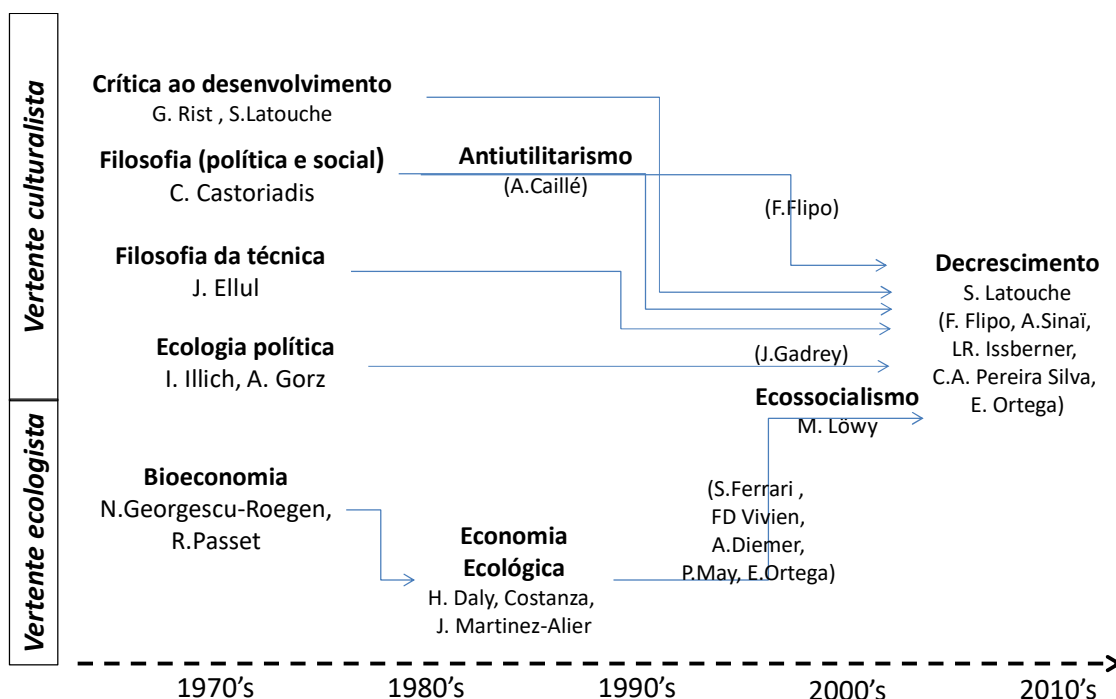 Vertente culturalista
Crítica ao desenvolvimento
G. Rist , S.Latouche
Filosofia (política e social)
C. Castoriadis
Antiutilitarismo
(A.Caillé)
(F.Flipo)
Filosofia da técnica
J. Ellul
Ecologia política
I. Illich, A. Gorz
(J.Gadrey)
Decrescimento
S. Latouche
(F. Flipo, A.Sinaï,
LR. Issberner,
C.A. Pereira Silva,
E. Ortega)
Vertente ecologista
Ecossocialismo
M. Löwy
Bioeconomia
N.Georgescu-Roegen,
R.Passet
Economia
Ecológica
H. Daly, Costanza,
J. Martinez-Alier
(S.Ferrari ,
FD Vivien,
A.Diemer,
P.May, E.Ortega)
1970’s
1980’s
1990’s
2000’s
2010’s